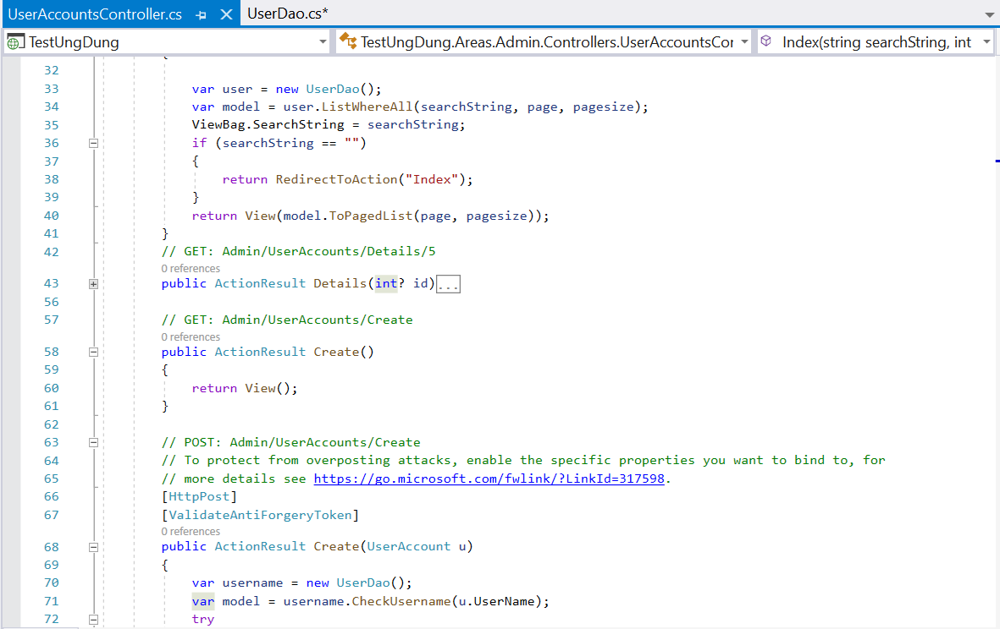 UserAccountsController.cs
UserDao.cs*
TestUngDung
TestUngDung.Areas.Admin.Controllers.UserAccountsCor
Index(string searchString, int
32
33 var user = new UserDao();
34 var model = user.ListWhereAll(searchString, page, pagesize);
35 ViewBag.SearchString = searchString;
36 if (searchString == "")
37 {
38 return RedirectToAction("Index");
39 }
40 return View(model.ToPagedList(page, pagesize));
41 }
42 // GET: Admin/UserAccounts/Details/5
0 references
43 public ActionResult Details(int? id)...
56
57 // GET: Admin/UserAccounts/Create
0 references
58 public ActionResult Create()
59 {
60 return View();
61 }
62
63 // POST: Admin/UserAccounts/Create
64 // To protect from overposting attacks, enable the specific properties you want to bind to, for
65 // more details see https://go.microsoft.com/fwlink/?LinkId=317598.
66 [HttpPost]
67 [ValidateAntiForgeryToken]
0 references
68 public ActionResult Create(UserAccount u)
69 {
70 var username = new UserDao();
71 var model = username.CheckUsername(u.UserName);
72 try